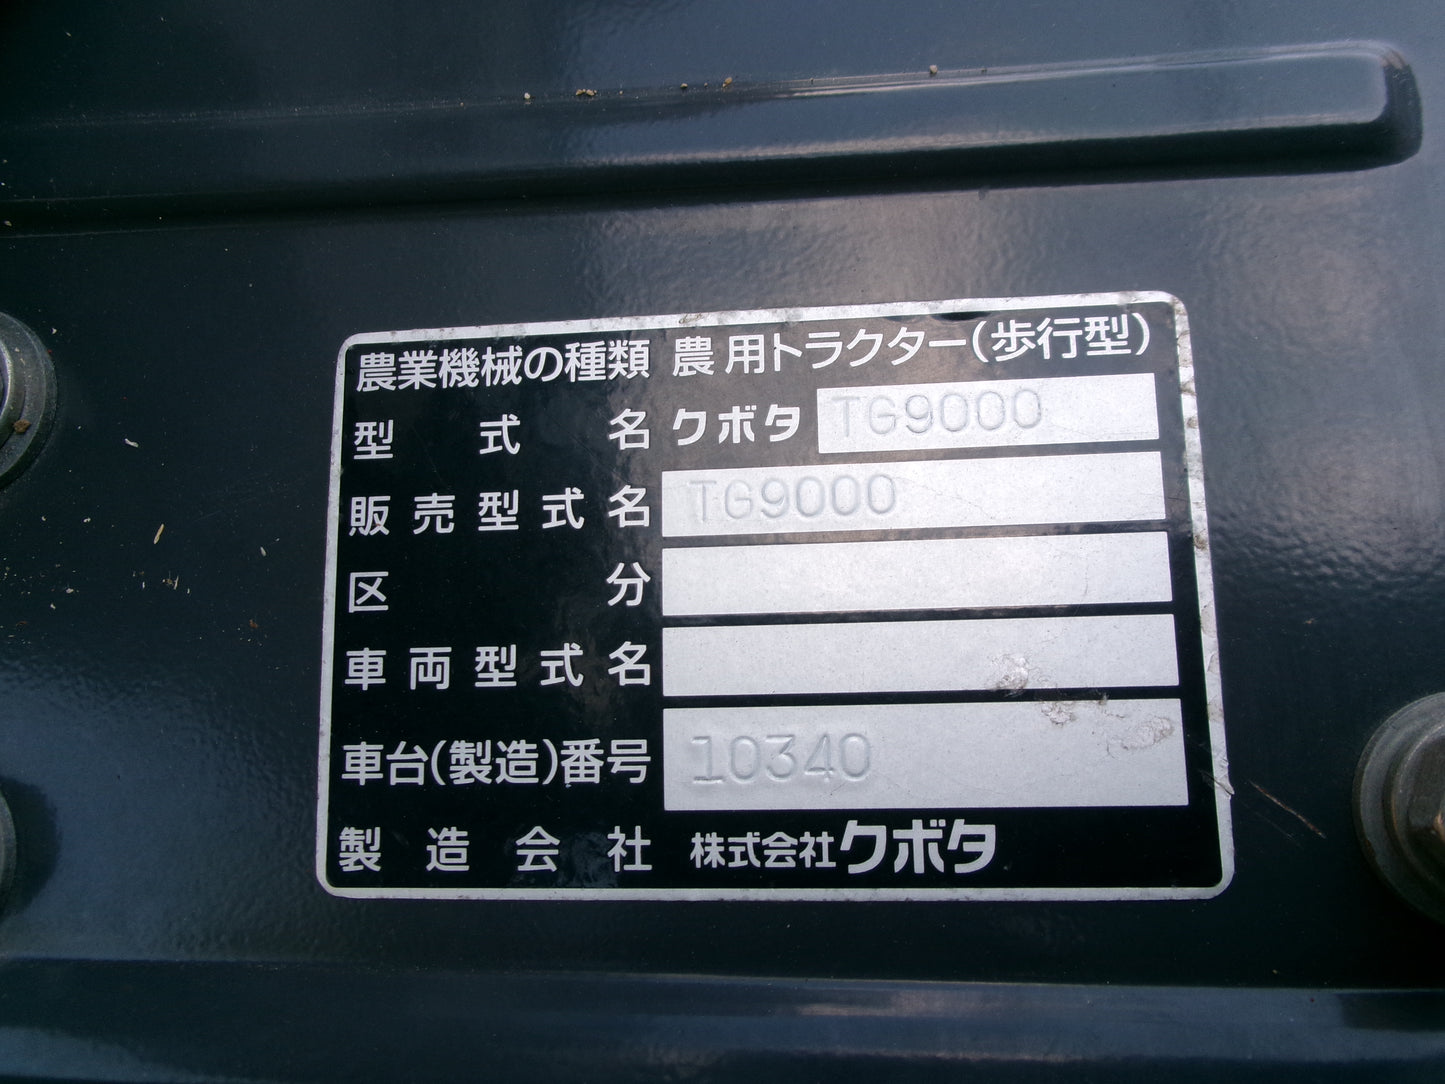 農業機械の種類 農用トラクター(歩行型)
型式名 クボタ TG9000
販売型式名 TG9000
区分
車両型式名
車台(製造)番号 10340
製造会社 株式会社クボタ